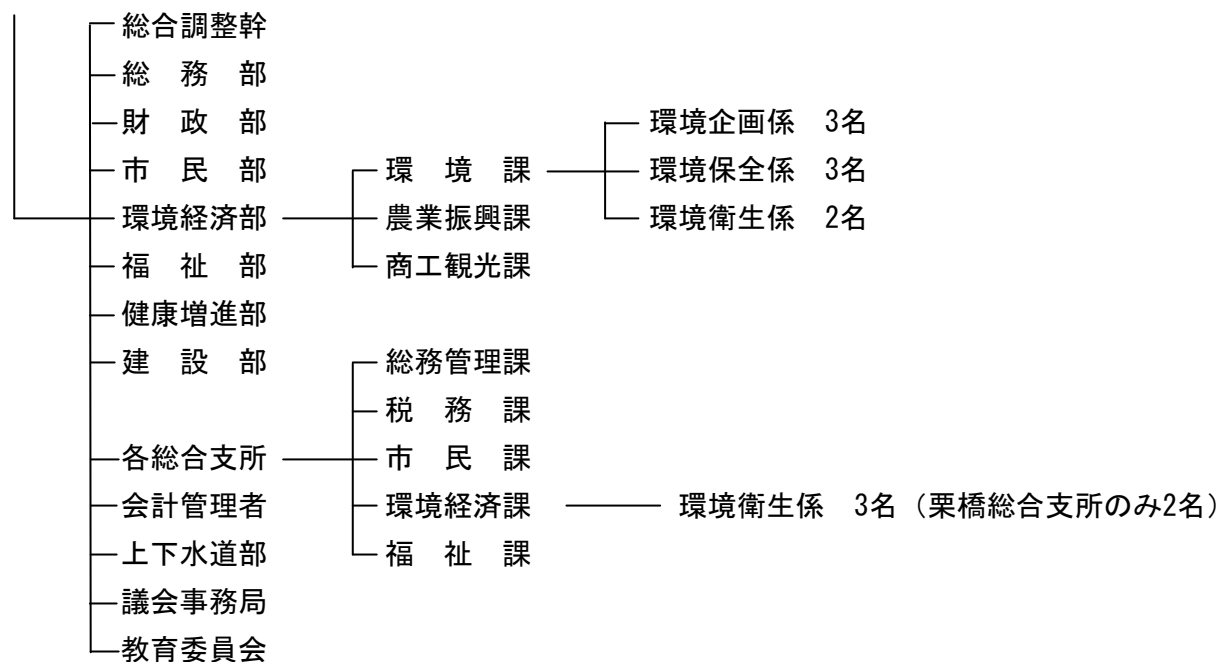 総合調整幹
総　務　部
財　政　部　　環境企画係　3名
市　民　部　　環　境　課　　環境保全係　3名
環境経済部　　農業振興課　　環境衛生係　2名
福　祉　部　　商工観光課
健康増進部
建　設　部　　総務管理課
税　務　課
各総合支所　　市　民　課
会計管理者　　環境経済課　　環境衛生係　3名（栗橋総合支所のみ2名）
上下水道部　　福　祉　課
議会事務局
教育委員会